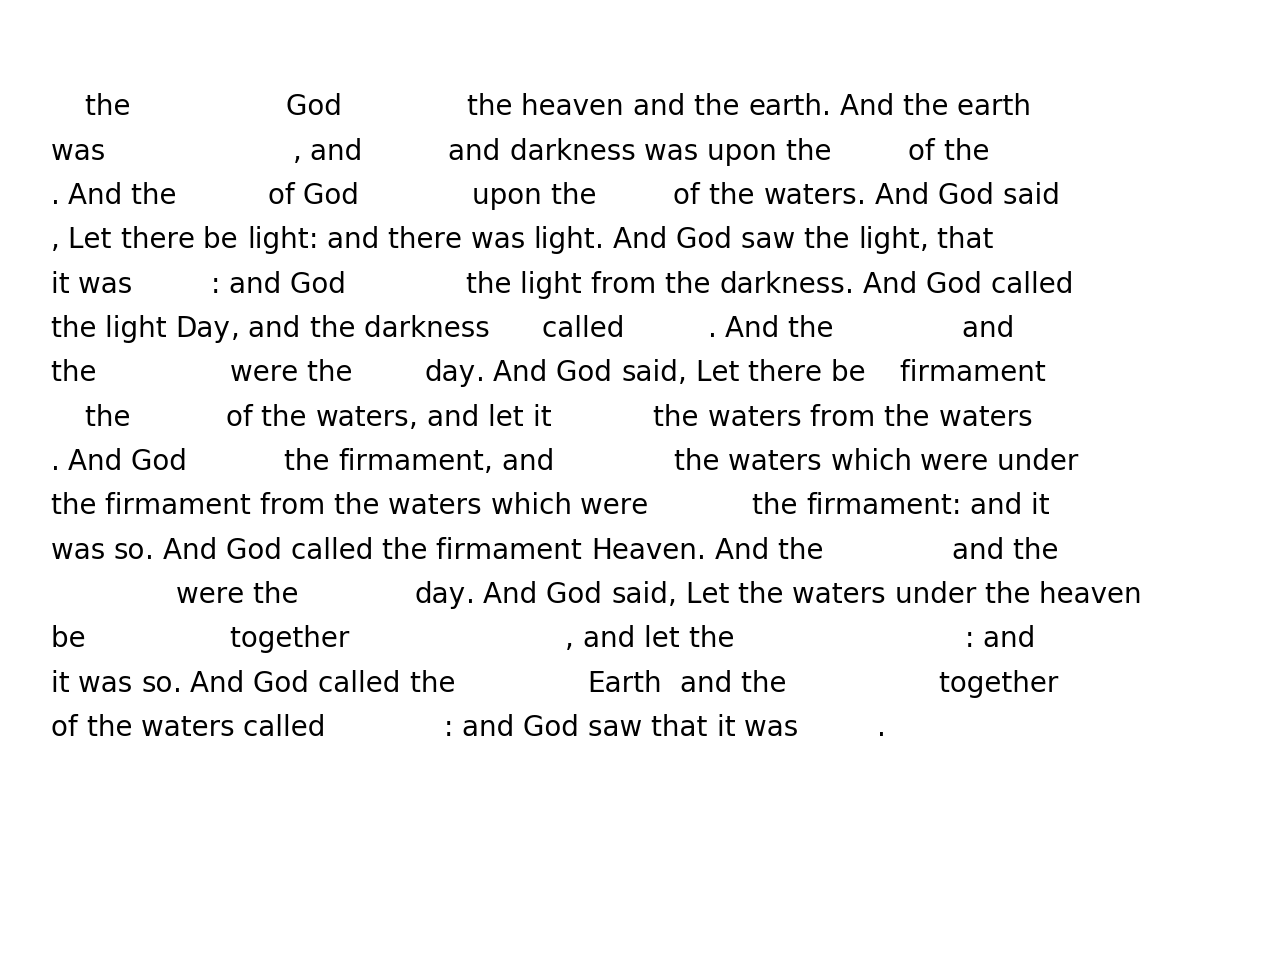 the God the heaven and the earth. And the earth
was , and and darkness was upon the of the
. And the of God upon the of the waters. And God said
, Let there be light: and there was light. And God saw the light, that
it was : and God the light from the darkness. And God called
the light Day, and the darkness called . And the and
the were the day. And God said, Let there be firmament
the of the waters, and let it the waters from the waters
. And God the firmament, and the waters which were under
the firmament from the waters which were the firmament: and it
was so. And God called the firmament Heaven. And the and the
were the day. And God said, Let the waters under the heaven
be together , and let the : and
it was so. And God called the Earth and the together
of the waters called : and God saw that it was .